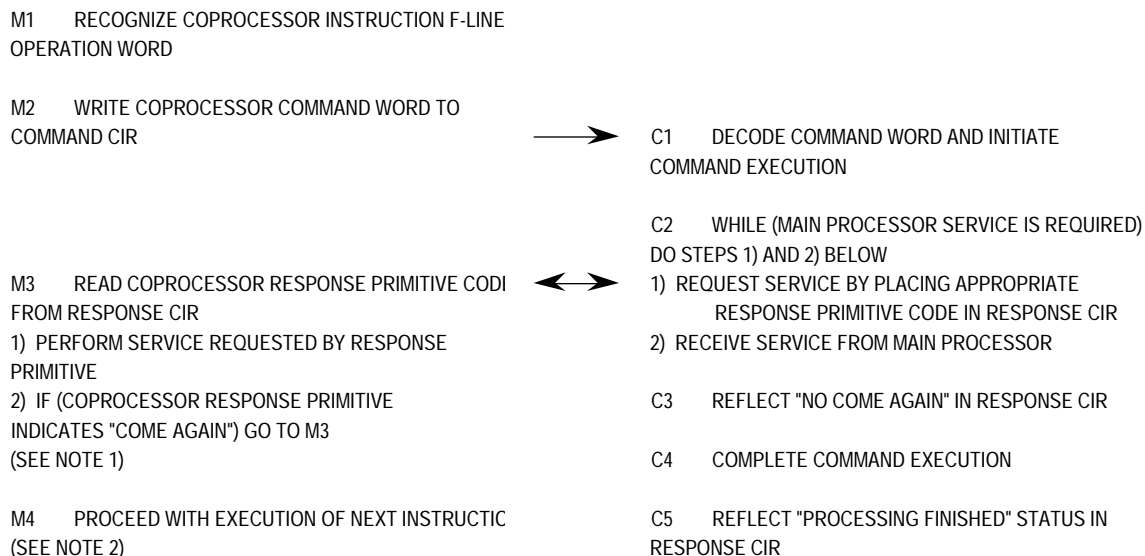 M1 RECOGNIZE COPROCESSOR INSTRUCTION F-LINE
OPERATION WORD
M2 WRITE COPROCESSOR COMMAND WORD TO
COMMAND CIR
M3 READ COPROCESSOR RESPONSE PRIMITIVE COD
FROM RESPONSE CIR
1) PERFORM SERVICE REQUESTED BY RESPONSE
PRIMITIVE
2) IF (COPROCESSOR RESPONSE PRIMITIVE
INDICATES "COME AGAIN") GO TO M3
(SEE NOTE 1)
M4 PROCEED WITH EXECUTION OF NEXT INSTRUCTIO
(SEE NOTE 2)
C1 DECODE COMMAND WORD AND INITIATE
COMMAND EXECUTION
C2 WHILE (MAIN PROCESSOR SERVICE IS REQUIRED)
DO STEPS 1) AND 2) BELOW
1) REQUEST SERVICE BY PLACING APPROPRIATE
RESPONSE PRIMITIVE CODE IN RESPONSE CIR
2) RECEIVE SERVICE FROM MAIN PROCESSOR
C3 REFLECT "NO COME AGAIN" IN RESPONSE CIR
C4 COMPLETE COMMAND EXECUTION
C5 REFLECT "PROCESSING FINISHED" STATUS IN
RESPONSE CIR